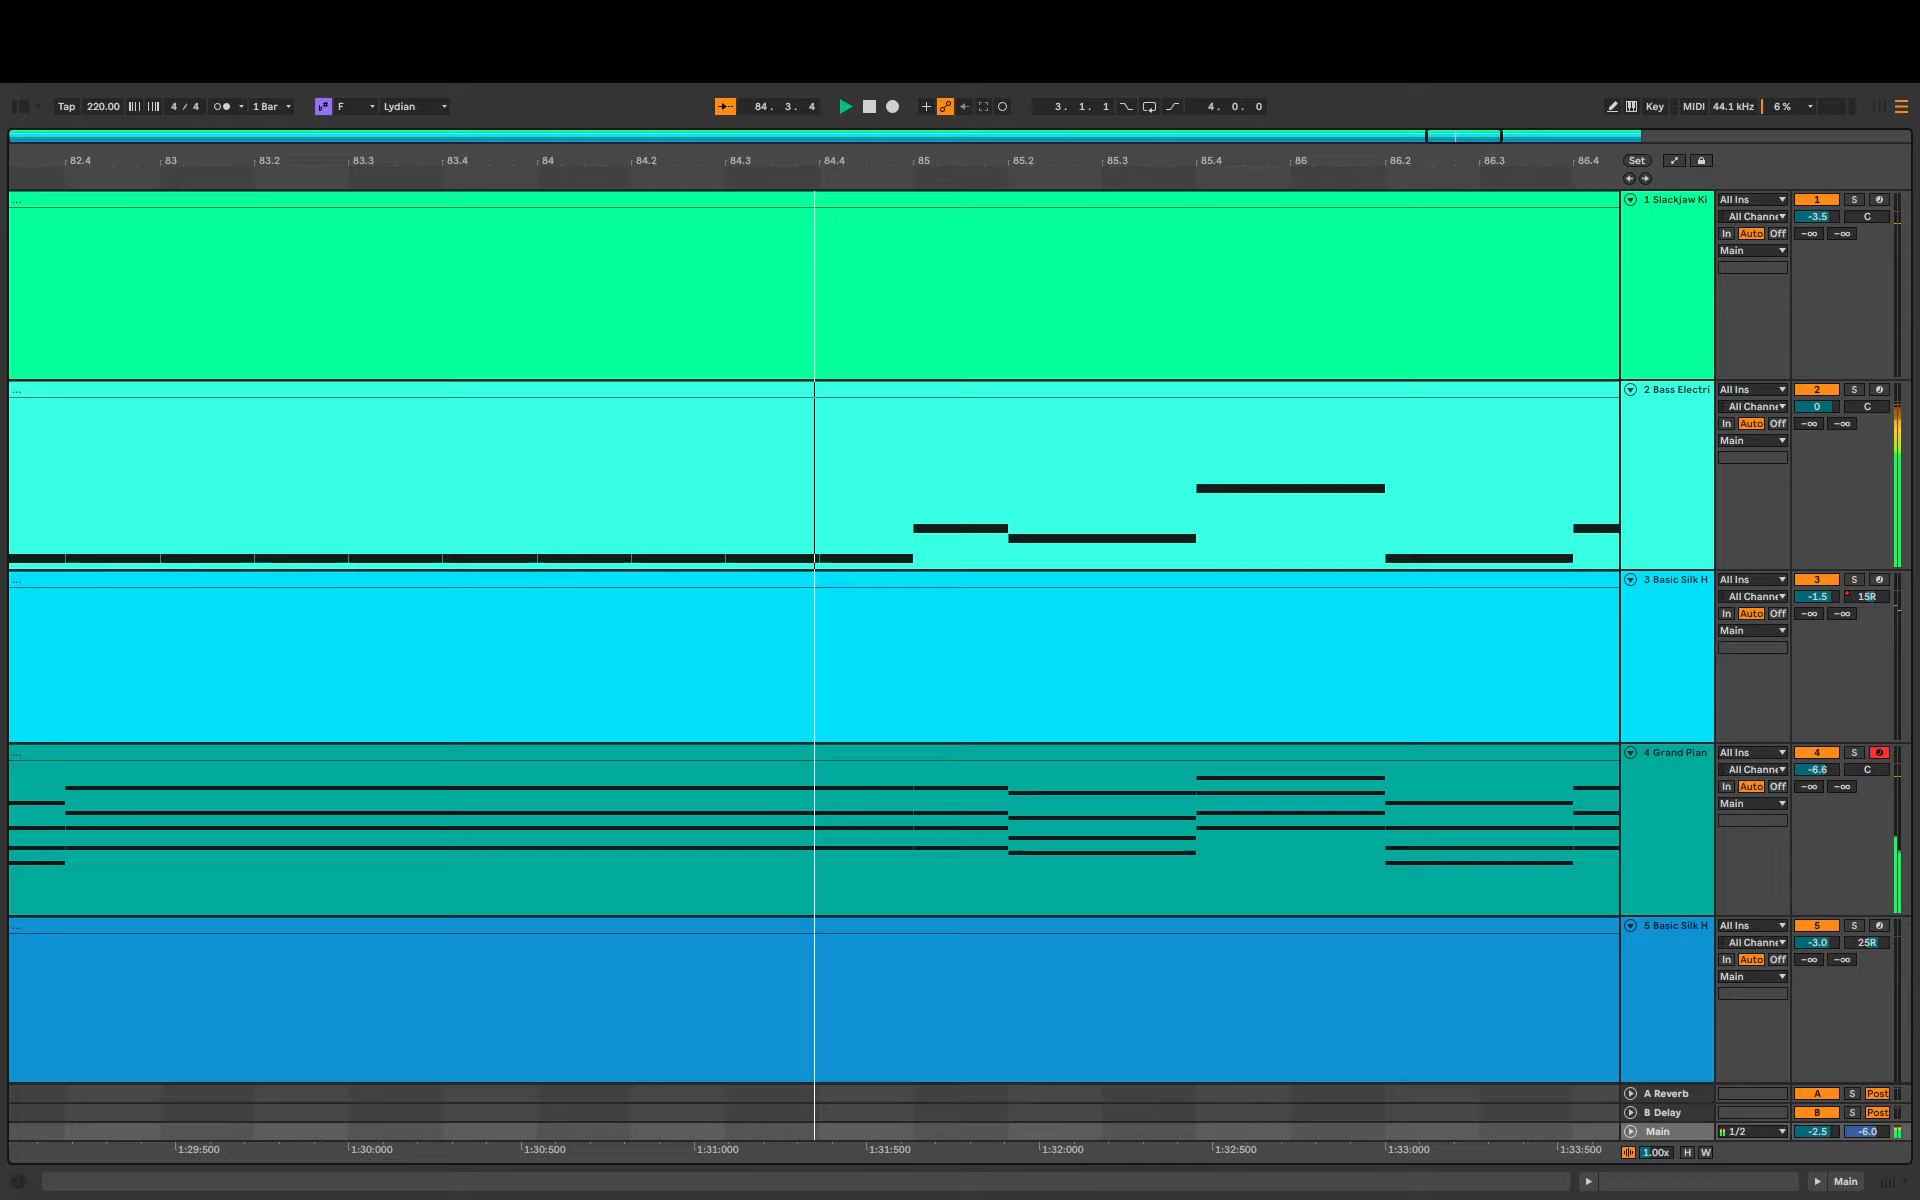 Tap 220.00 4 / 4 1 Bar F Lydian 84. 3. 4 3. 1. 1 4. 0. 0 Key MIDI 44.1 kHz 6 %
82.4 83 83.2 83.3 83.4 84 84.2 84.3 84.4 85 85.2 85.3 85.4 86 86.2 86.3 86.4 Set
... 1 Slackjaw Ki All Ins 1 S
All Channe -3.5 C
In Auto Off -∞ -∞
Main
... 2 Bass Electri All Ins 2 S
All Channe 0 C
In Auto Off -∞ -∞
Main
... 3 Basic Silk H All Ins 3 S
All Channe -1.5 15R
In Auto Off -∞ -∞
Main
... 4 Grand Pian All Ins 4 S
All Channe -6.6 C
In Auto Off -∞ -∞
Main
... 5 Basic Silk H All Ins 5 S
All Channe -3.0 25R
In Auto Off -∞ -∞
Main
A Reverb A S Post
B Delay B S Post
Main 1/2 -2.5 -6.0
1:29:500 1:30:000 1:30:500 1:31:000 1:31:500 1:32:000 1:32:500 1:33:000 1:33:500 1.00x H W
Main